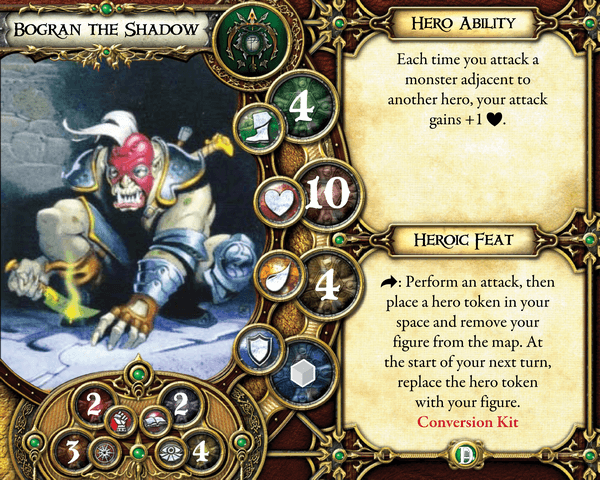 Bogran the Shadow
4
10
4
2 2
3 4
Hero Ability
Each time you attack a
monster adjacent to
another hero, your attack
gains +1 ♥.
Heroic Feat
: Perform an attack, then
place a hero token in your
space and remove your
figure from the map. At
the start of your next turn,
replace the hero token
with your figure.
Conversion Kit
D